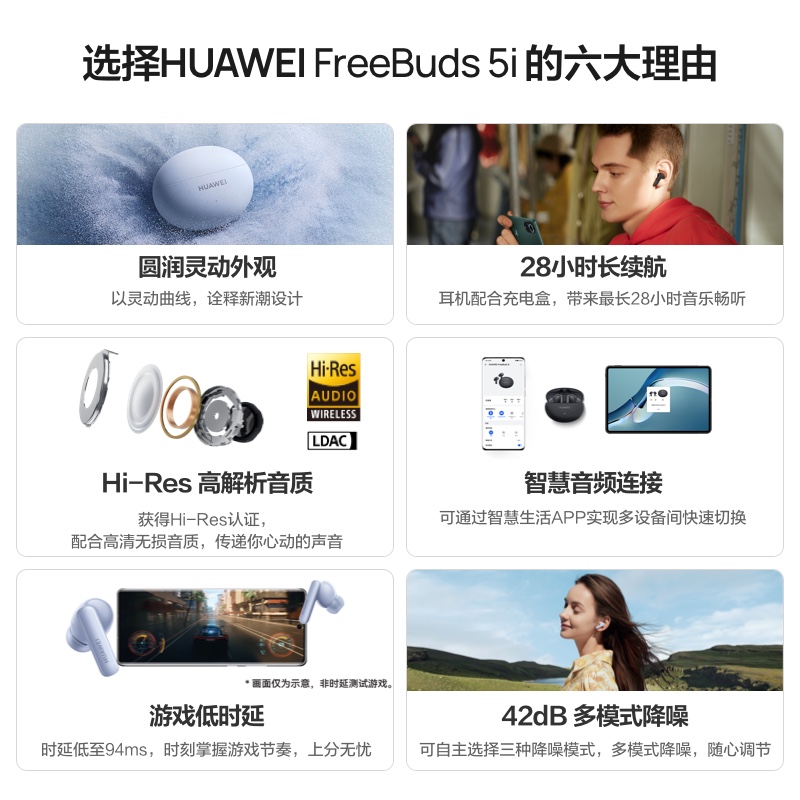 选择HUAWEI FreeBuds 5i 的六大理由
HUAWEI
圆润灵动外观
以灵动曲线，诠释新潮设计
28小时长续航
耳机配合充电盒，带来最长28小时音乐畅听
Hi-Res
AUDIO
WIRELESS
LDAC
Hi-Res 高解析音质
获得Hi-Res认证，
配合高清无损音质，传递你心动的声音
HUAWEI
智慧音频连接
可通过智慧生活APP实现多设备间快速切换
HUAWEI
* 画面仅为示意，非时延测试游戏。
游戏低时延
时延低至94ms，时刻掌握游戏节奏，上分无忧
42dB 多模式降噪
可自主选择三种降噪模式，多模式降噪，随心调节